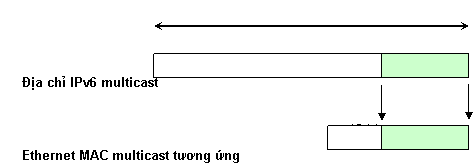 Địa chỉ IPv6 multicast
Ethernet MAC multicast tương ứng